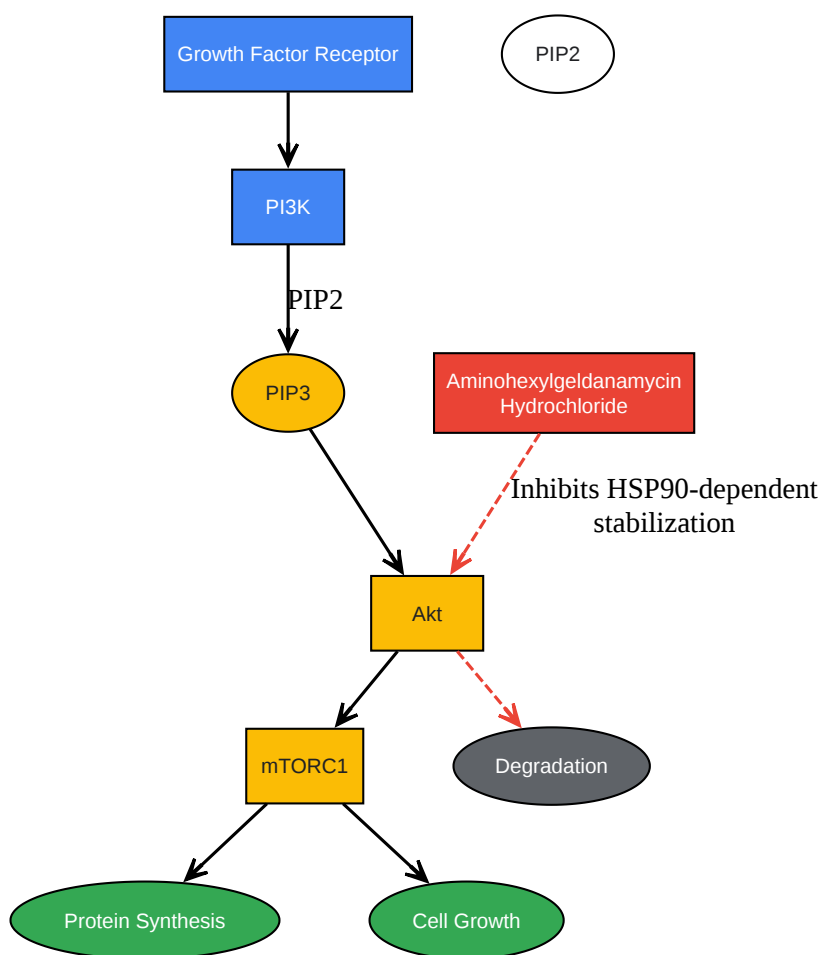 Growth Factor Receptor
PIP2
PI3K
PIP2
PIP3
Aminohexylgeldanamycin
Hydrochloride
Inhibits HSP90-dependent
stabilization
Akt
mTORC1
Degradation
Protein Synthesis
Cell Growth